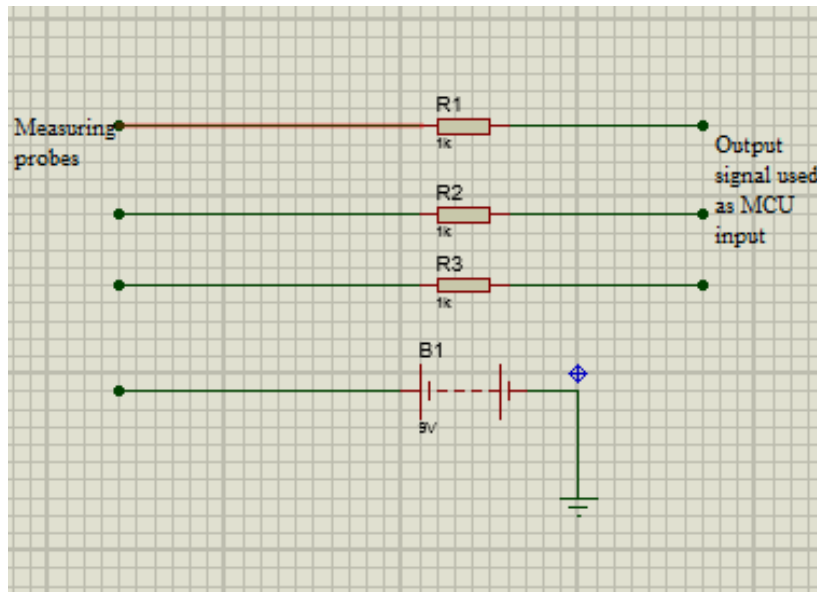 R1
Measuring
probes
1k
Output
signal used
as MCU
input
R2
1k
R3
1k
B1
9V